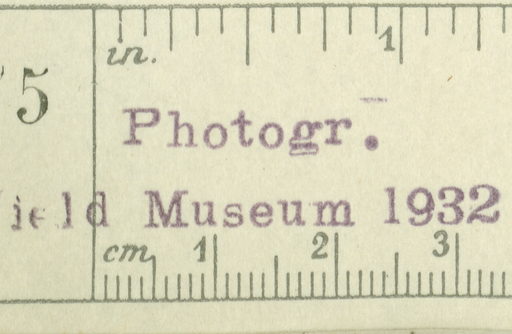 in. 1
5
Photogr.
ield Museum 1932
cm 1 2 3